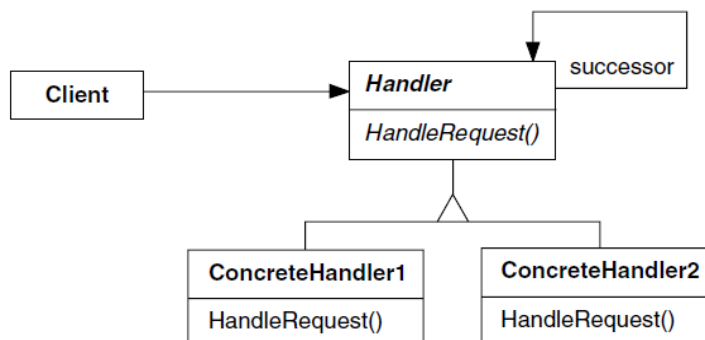 successor
Client
Handler
HandleRequest()
ConcreteHandler1
HandleRequest()
ConcreteHandler2
HandleRequest()